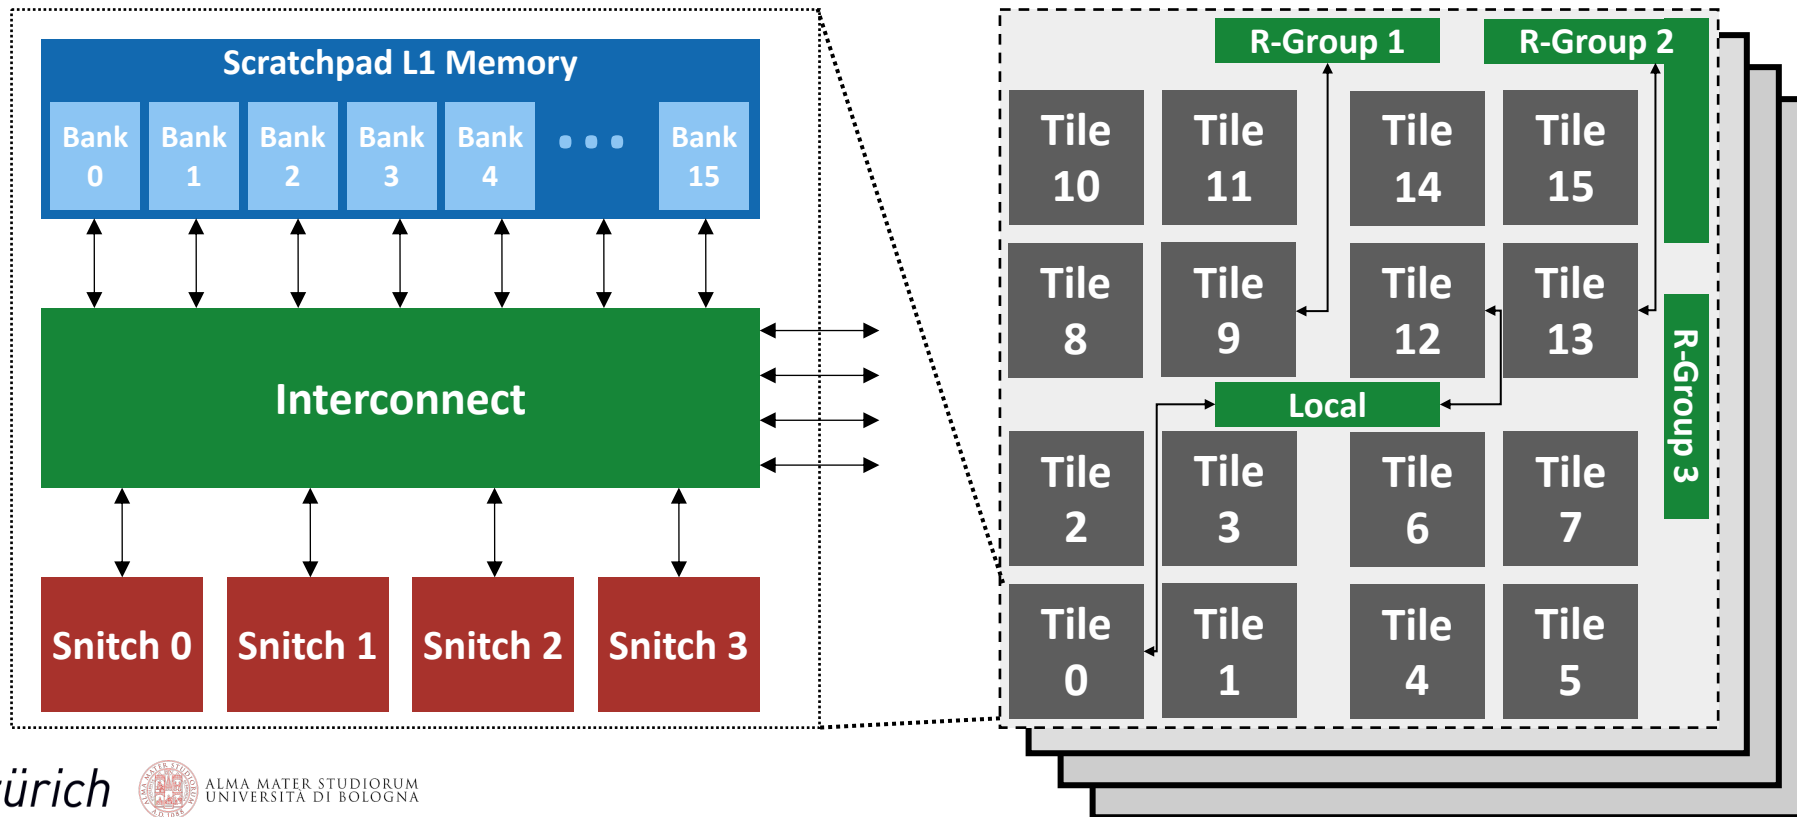 Scratchpad L1 Memory
Bank
0
Bank
1
Bank
2
Bank
3
Bank
4
...
Bank
15
Interconnect
Snitch 0
Snitch 1
Snitch 2
Snitch 3
R-Group 1
R-Group 2
Tile
10
Tile
11
Tile
14
Tile
15
Tile
8
Tile
9
Tile
12
Tile
13
R-Group 3
Local
Tile
2
Tile
3
Tile
6
Tile
7
Tile
0
Tile
1
Tile
4
Tile
5
ürich
ALMA MATER STUDIORUM
UNIVERSITÀ DI BOLOGNA